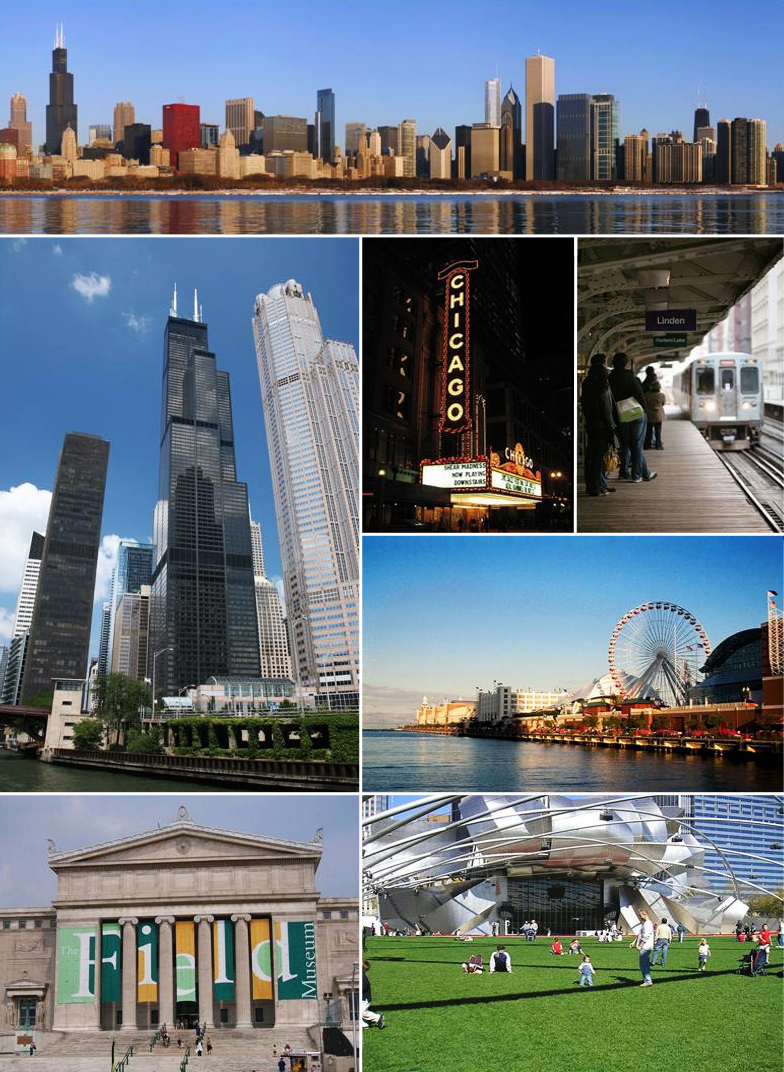 CHICAGO
CHICAGO
SHEAR MADNESS
NOW PLAYING
DOWNSTAIRS
Linden
The Field Museum